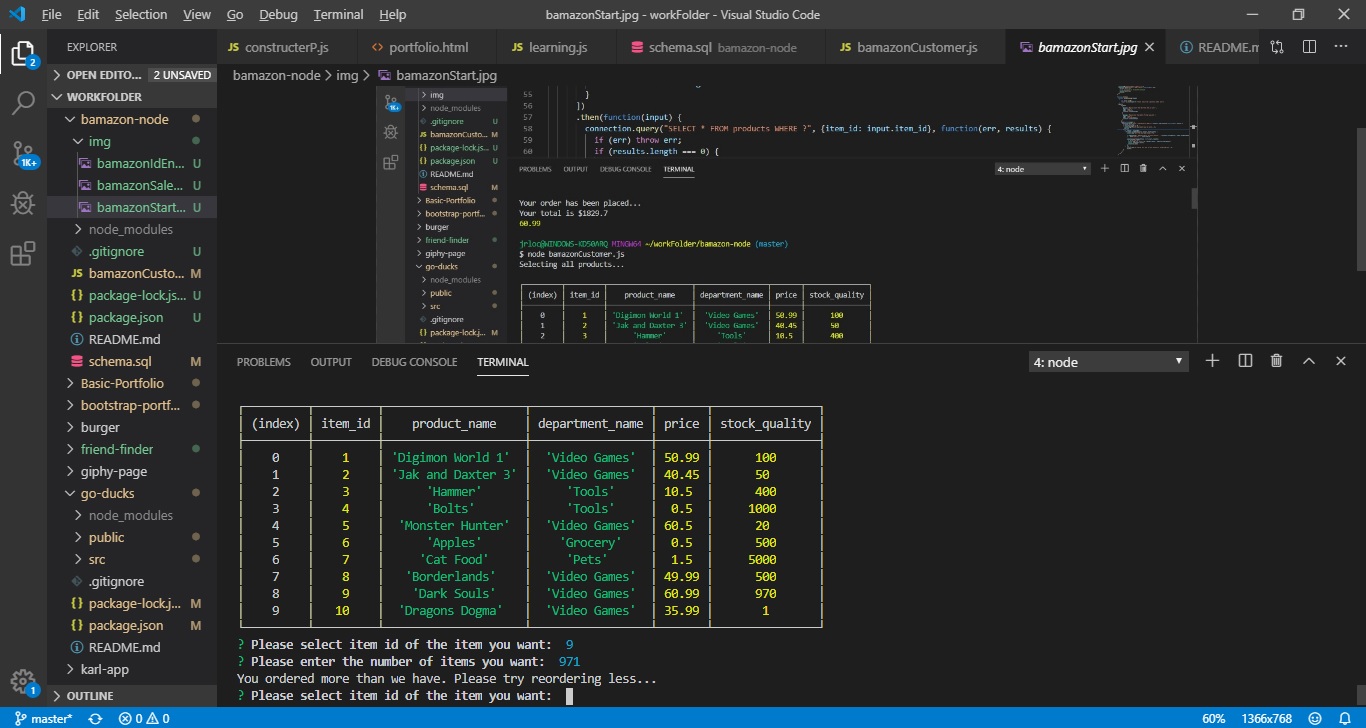 File Edit Selection View Go Debug Terminal Help bamazonStart.jpg - workFolder - Visual Studio Code
EXPLORER
JS constructerP.js <> portfolio.html JS learning.js schema.sql bamazon-node JS bamazonCustomer.js bamazonStart.jpg README.m
OPEN EDITO... 2 UNSAVED
bamazon-node > img > bamazonStart.jpg
WORKFOLDER
bamazon-node
img
bamazonIdEn... U
bamazonSale... U
bamazonStart... U
node_modules
.gitignore U
JS bamazonCusto... M
{} package-lock.js... U
{} package.json U
README.md
schema.sql M
Basic-Portfolio
bootstrap-portf...
burger
friend-finder
giphy-page
go-ducks
node_modules
public
src
.gitignore
{} package-lock.j... M
{} package.json M
README.md
karl-app
OUTLINE
2
1K+
1
img
node_modules
.gitignore U
JS bamazonCusto... M
{} package-lock.js... U
{} package.json U
README.md
schema.sql M
Basic-Portfolio
bootstrap-portf...
burger
friend-finder
giphy-page
go-ducks
node_modules
public
src
.gitignore
{} package-lock.j... M
1K+
55 }
56 })
57 .then(function(input) {
58 connection.query("SELECT * FROM products WHERE ?", {item_id: input.item_id}, function(err, results) {
59 if (err) throw err;
60 if (results.length === 0) {
PROBLEMS OUTPUT DEBUG CONSOLE TERMINAL 4: node
Your order has been placed...
Your total is $1829.7
60.99
jrloc@WINDOWS-KD50ARQ MINGW64 ~/workFolder/bamazon-node (master)
$ node bamazonCustomer.js
Selecting all products...
(index) item_id product_name department_name price stock_quality
0 1 'Digimon World 1' 'Video Games' 50.99 100
1 2 'Jak and Daxter 3' 'Video Games' 40.45 50
2 3 'Hammer' 'Tools' 10.5 400
PROBLEMS OUTPUT DEBUG CONSOLE TERMINAL 4: node
(index) item_id product_name department_name price stock_quality
0 1 'Digimon World 1' 'Video Games' 50.99 100
1 2 'Jak and Daxter 3' 'Video Games' 40.45 50
2 3 'Hammer' 'Tools' 10.5 400
3 4 'Bolts' 'Tools' 0.5 1000
4 5 'Monster Hunter' 'Video Games' 60.5 20
5 6 'Apples' 'Grocery' 0.5 500
6 7 'Cat Food' 'Pets' 1.5 5000
7 8 'Borderlands' 'Video Games' 49.99 500
8 9 'Dark Souls' 'Video Games' 60.99 970
9 10 'Dragons Dogma' 'Video Games' 35.99 1
? Please select item id of the item you want: 9
? Please enter the number of items you want: 971
You ordered more than we have. Please try reordering less...
? Please select item id of the item you want:
master* 0 0 60% 1366x768